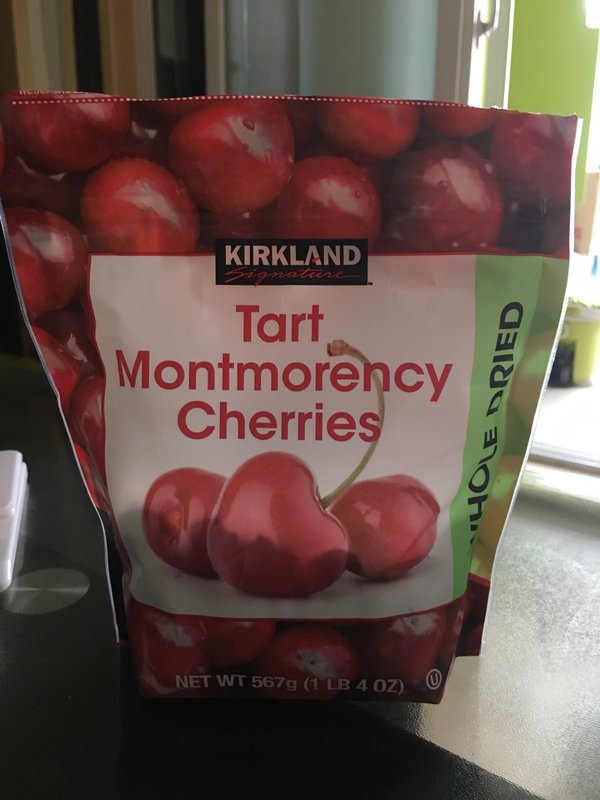 KIRKLAND
Signature
Tart
Montmorency
Cherries
WHOLE DRIED
NET WT 567g (1 LB 4 OZ)
U